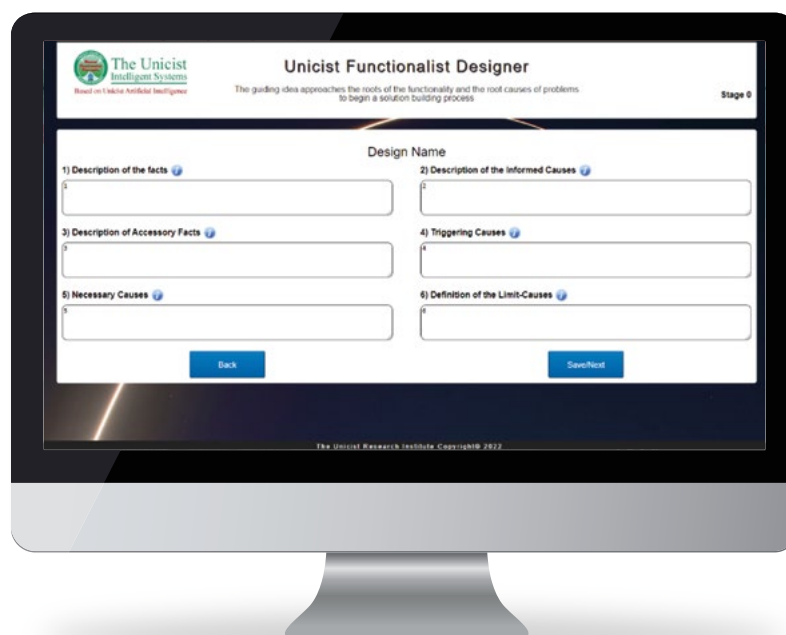 The Unicist
Intelligent Systems
Based on Unicist Artificial Intelligence
Unicist Functionalist Designer
The guiding idea approaches the roots of the functionality and the root causes of problems
to begin a solution building process
Stage 0
Design Name
1) Description of the facts
2) Description of the Informed Causes
1
2
3) Description of Accessory Facts
4) Triggering Causes
3
4
5) Necessary Causes
6) Definition of the Limit-Causes
5
6
Back
Save/Next
The Unicist Research Institute Copyright© 2022